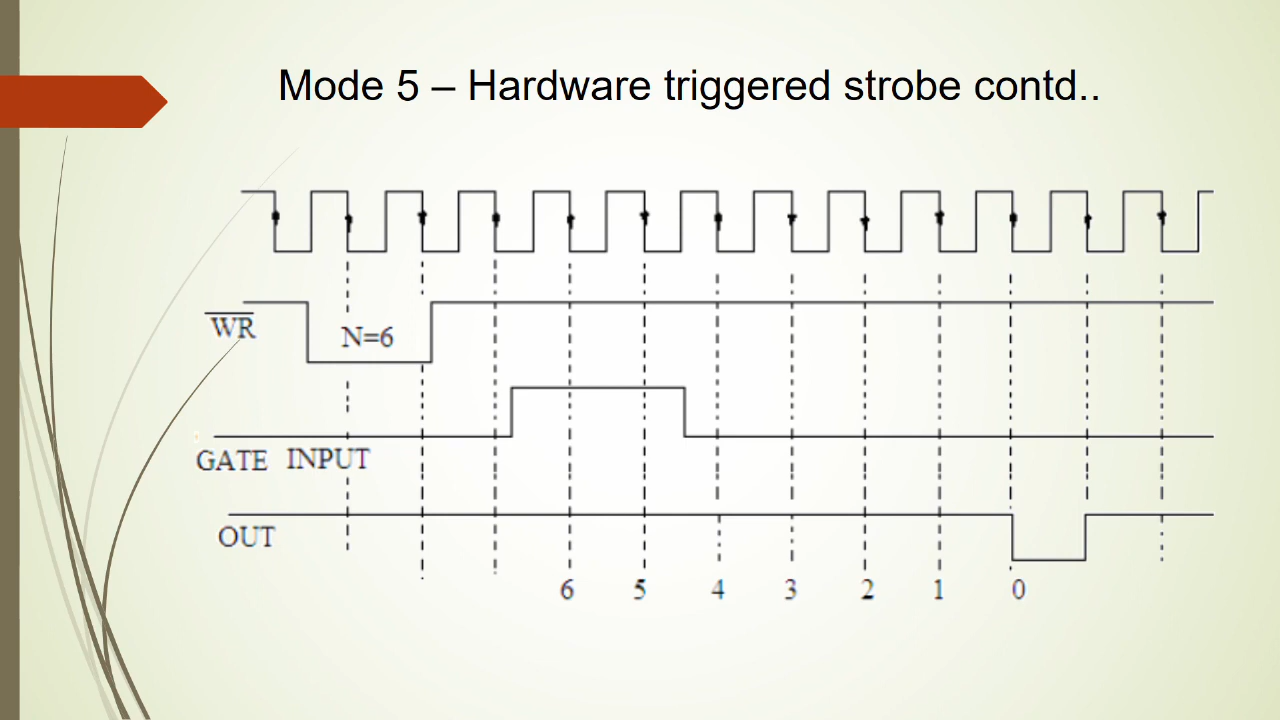 Mode 5 – Hardware triggered strobe contd..
WR
N=6
GATE INPUT
OUT
6 5 4 3 2 1 0